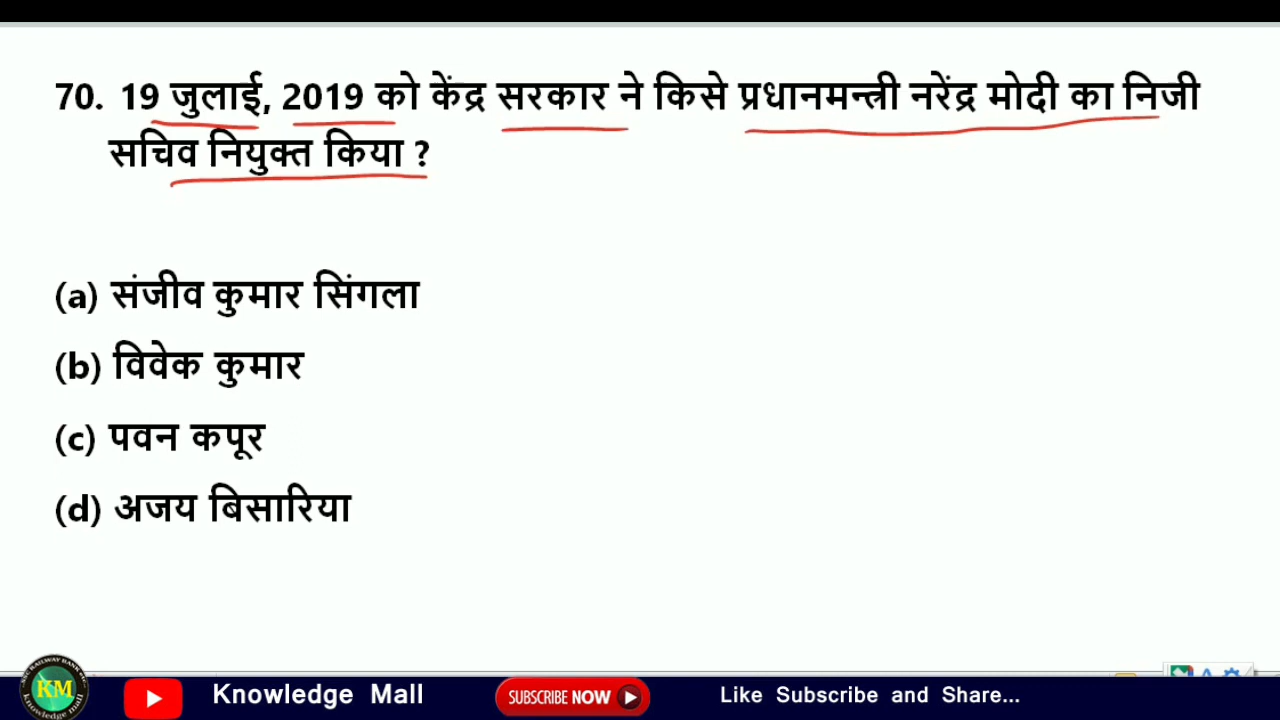 70. 19 जुलाई, 2019 को केंद्र सरकार ने किसे प्रधानमन्त्री नरेंद्र मोदी का निजी
सचिव नियुक्त किया ?
(a) संजीव कुमार सिंगला
(b) विवेक कुमार
(c) पवन कपूर
(d) अजय बिसारिया
KM
Knowledge Mall
SUBSCRIBE NOW
Like Subscribe and Share...